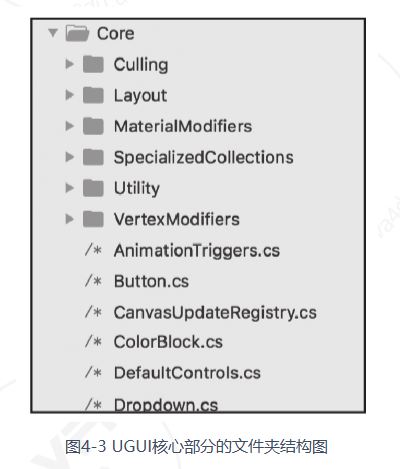 Core
Culling
Layout
MaterialModifiers
SpecializedCollections
Utility
VertexModifiers
/* AnimationTriggers.cs
/* Button.cs
/* CanvasUpdateRegistry.cs
/* ColorBlock.cs
/* DefaultControls.cs
/* Dropdown.cs
图4-3 UGUI核心部分的文件夹结构图